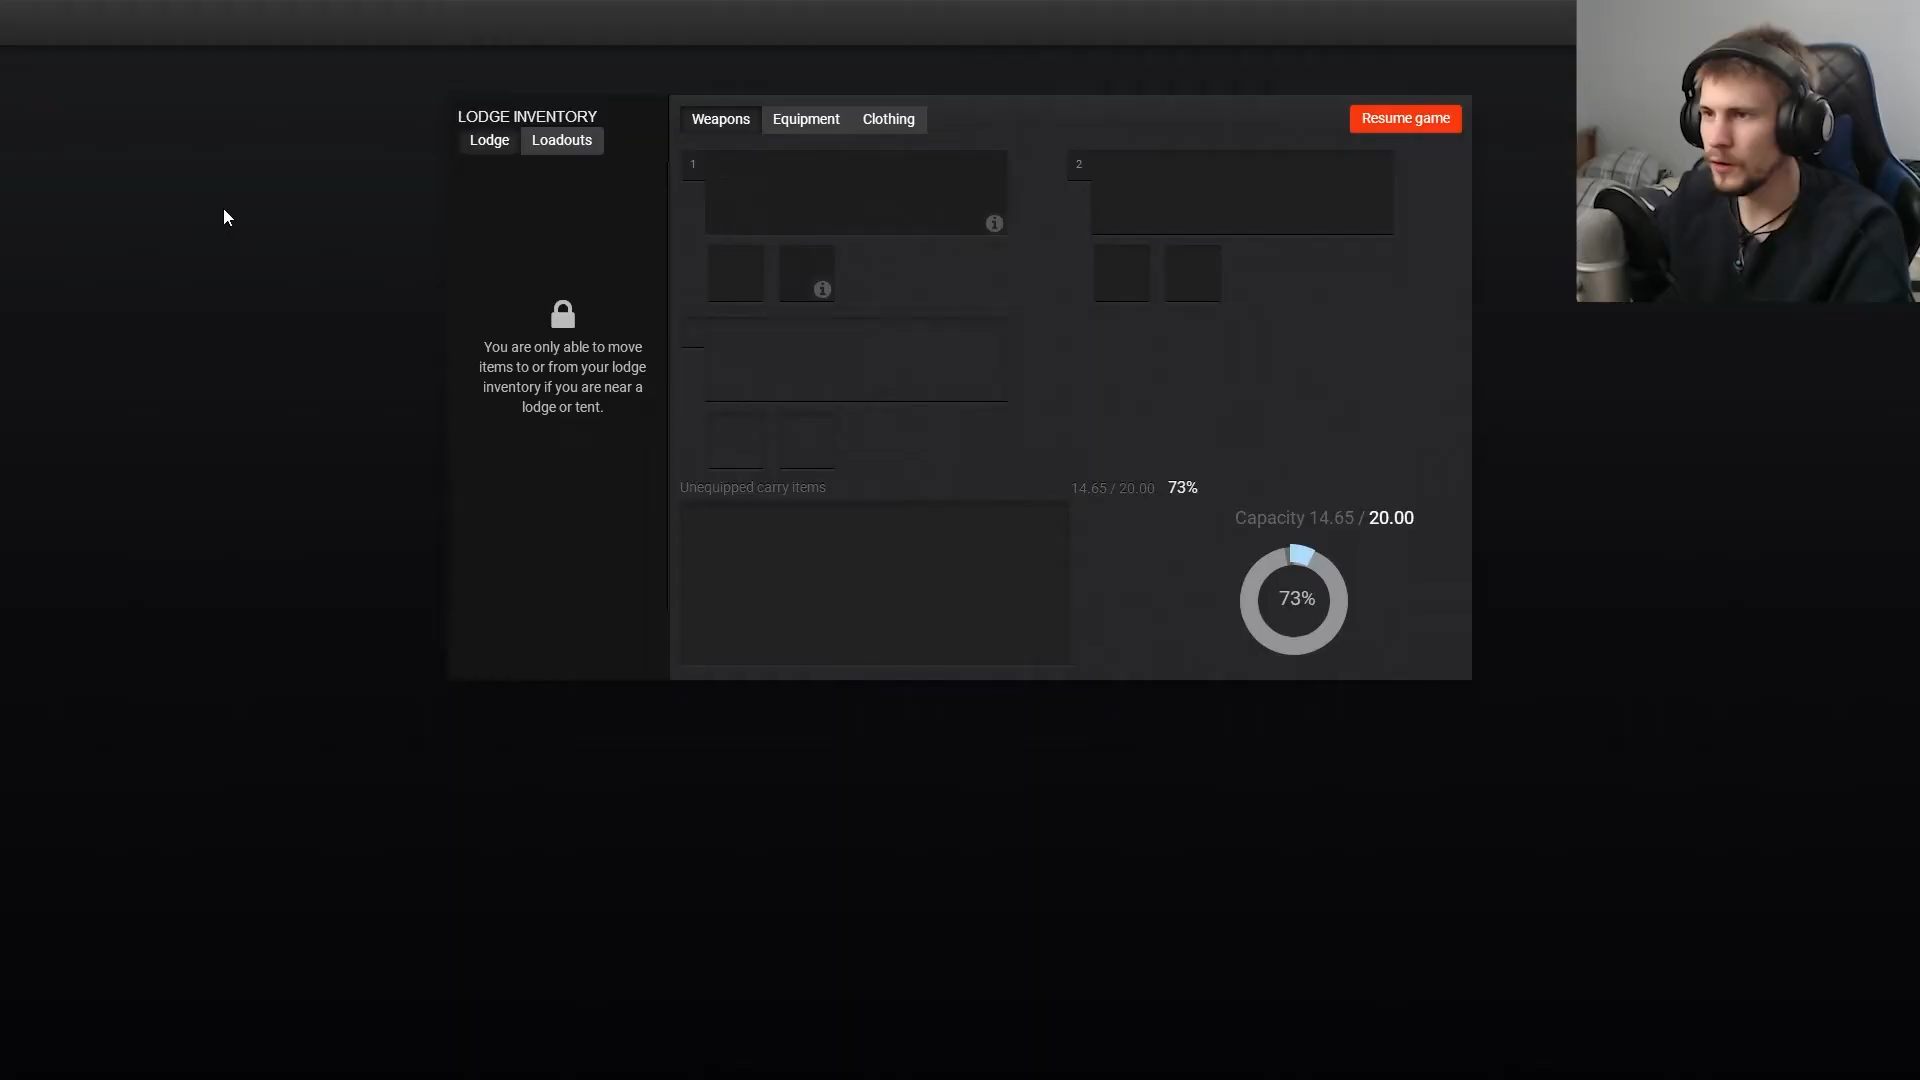 LODGE INVENTORY
Lodge Loadouts
Weapons Equipment Clothing
Resume game
1
2
You are only able to move
items to or from your lodge
inventory if you are near a
lodge or tent.
Unequipped carry items
14.65 / 20.00 73%
Capacity 14.65 / 20.00
73%